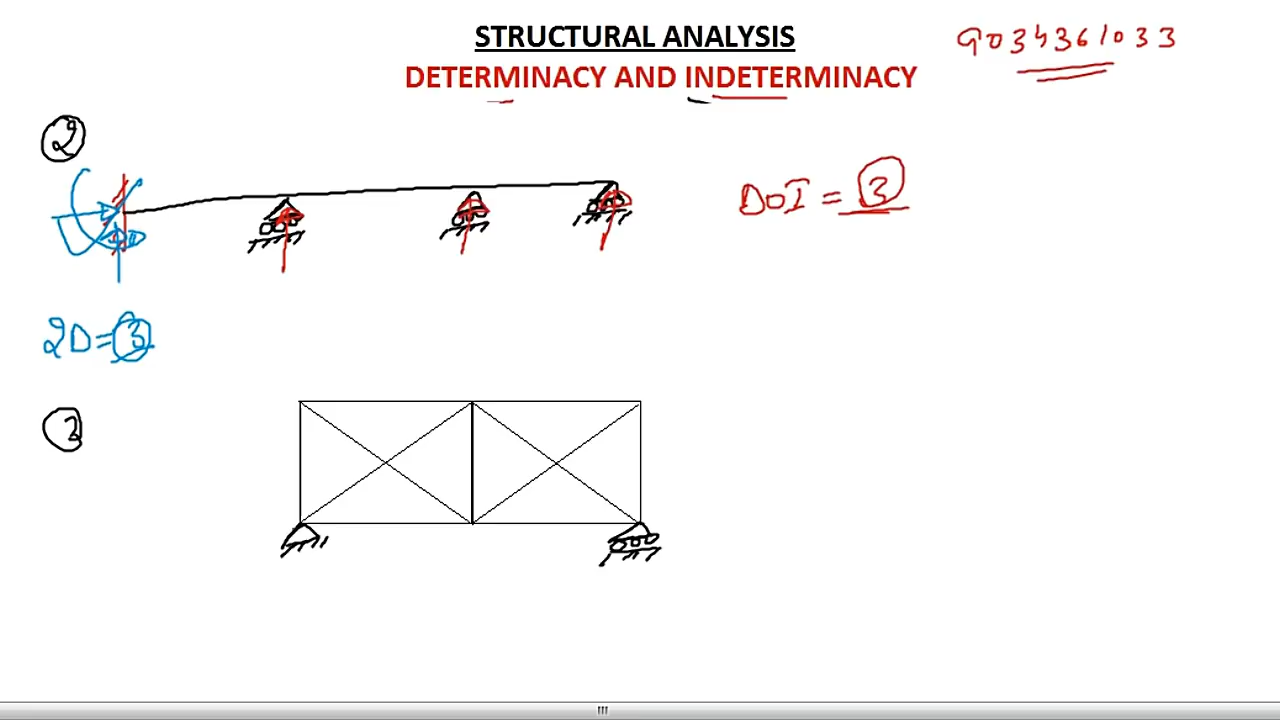 STRUCTURAL ANALYSIS
9034361033
DETERMINACY AND INDETERMINACY
2
DOI = 3
2D = 3
3